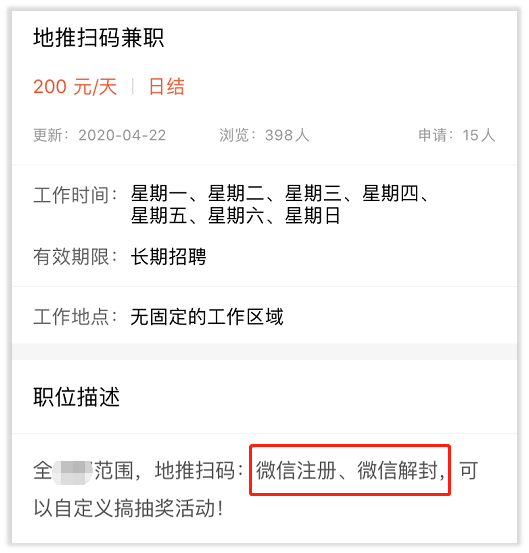 地推扫码兼职
200 元/天 日结
更新：2020-04-22 浏览：398人 申请：15人
工作时间：星期一、星期二、星期三、星期四、
星期五、星期六、星期日
有效期限：长期招聘
工作地点：无固定的工作区域
职位描述
全范围，地推扫码：微信注册、微信解封，可
以自定义搞抽奖活动！